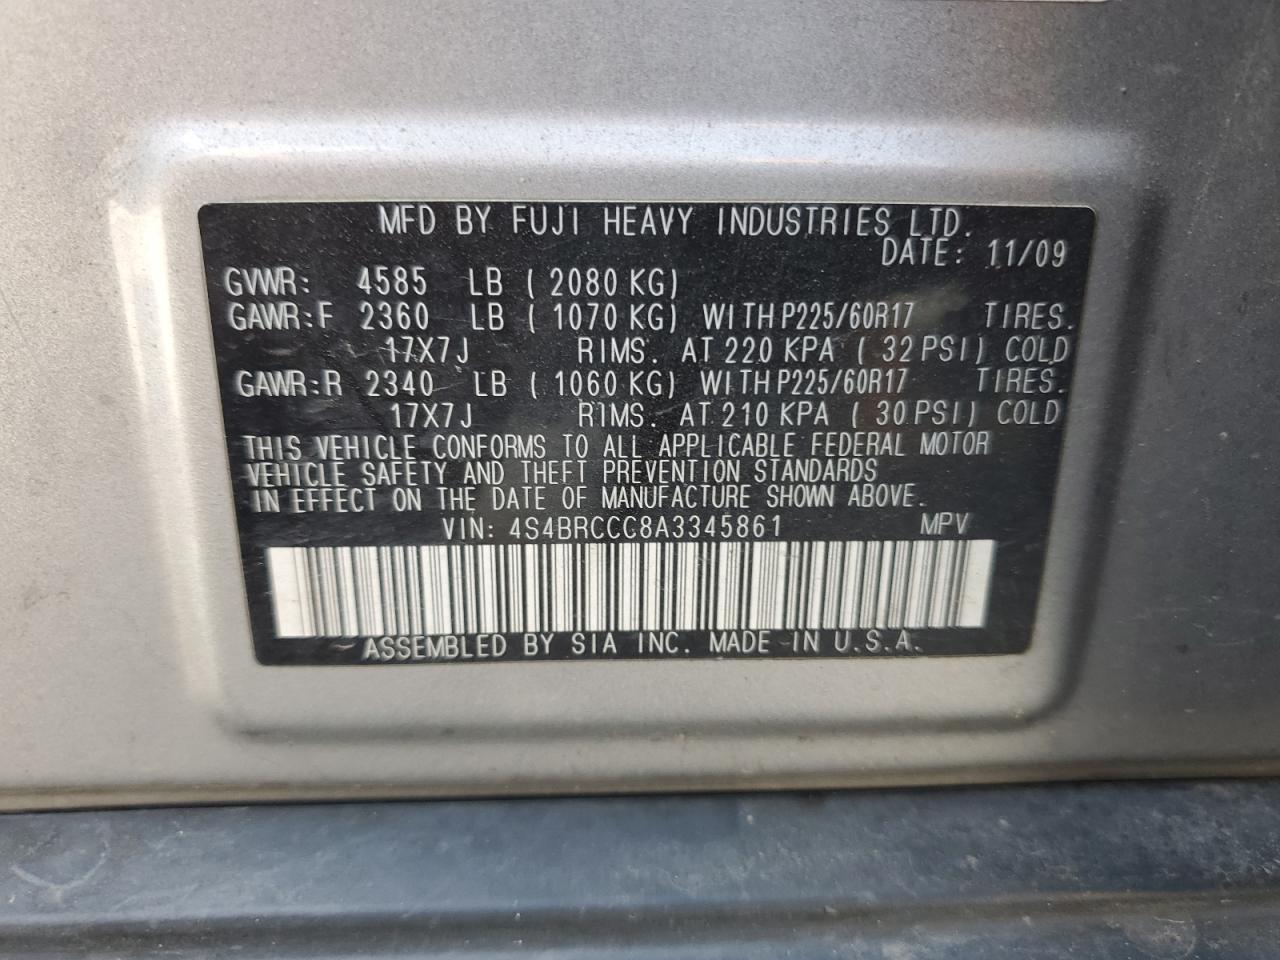 MFD BY FUJI HEAVY INDUSTRIES LTD.
DATE: 11/09
GVWR: 4585 LB ( 2080 KG)
GAWR:F 2360 LB ( 1070 KG) WITH P225/60R17 TIRES.
17X7J RIMS. AT 220 KPA ( 32 PSI) COLD
GAWR:R 2340 LB ( 1060 KG) WITH P225/60R17 TIRES.
17X7J RIMS. AT 210 KPA ( 30 PSI) COLD
THIS VEHICLE CONFORMS TO ALL APPLICABLE FEDERAL MOTOR
VEHICLE SAFETY AND THEFT PREVENTION STANDARDS
IN EFFECT ON THE DATE OF MANUFACTURE SHOWN ABOVE.
VIN: 4S4BRCCC8A3345861 MPV
ASSEMBLED BY SIA INC. MADE IN U.S.A.